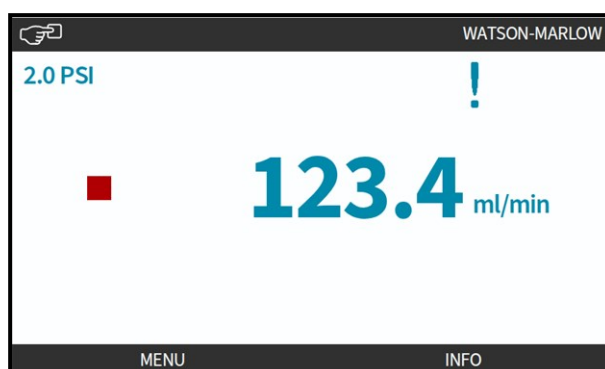 WATSON-MARLOW
2.0 PSI
!
123.4 ml/min
MENU INFO